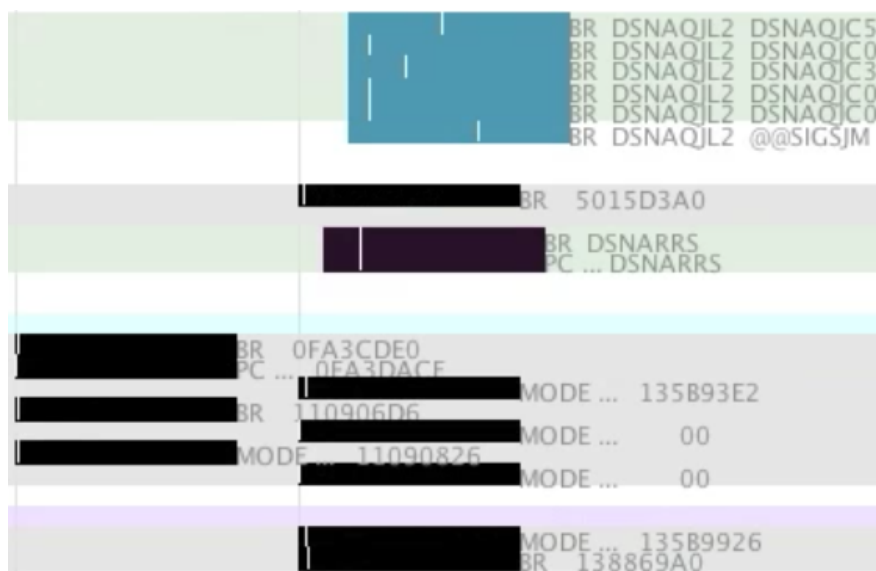 BR DSNAQJL2 DSNAQJC5
BR DSNAQJL2 DSNAQJC0
BR DSNAQJL2 DSNAQJC3
BR DSNAQJL2 DSNAQJC0
BR DSNAQJL2 DSNAQJC0
BR DSNAQJL2 @@SIGSJM
BR 5015D3A0
BR DSNARRS
PC ... DSNARRS
BR 0FA3CDE0
PC ... 0FA3DACE
MODE ... 135B93E2
BR 110906D6
MODE ... 00
MODE ... 11090826
MODE ... 00
MODE ... 135B9926
BR 138869A0